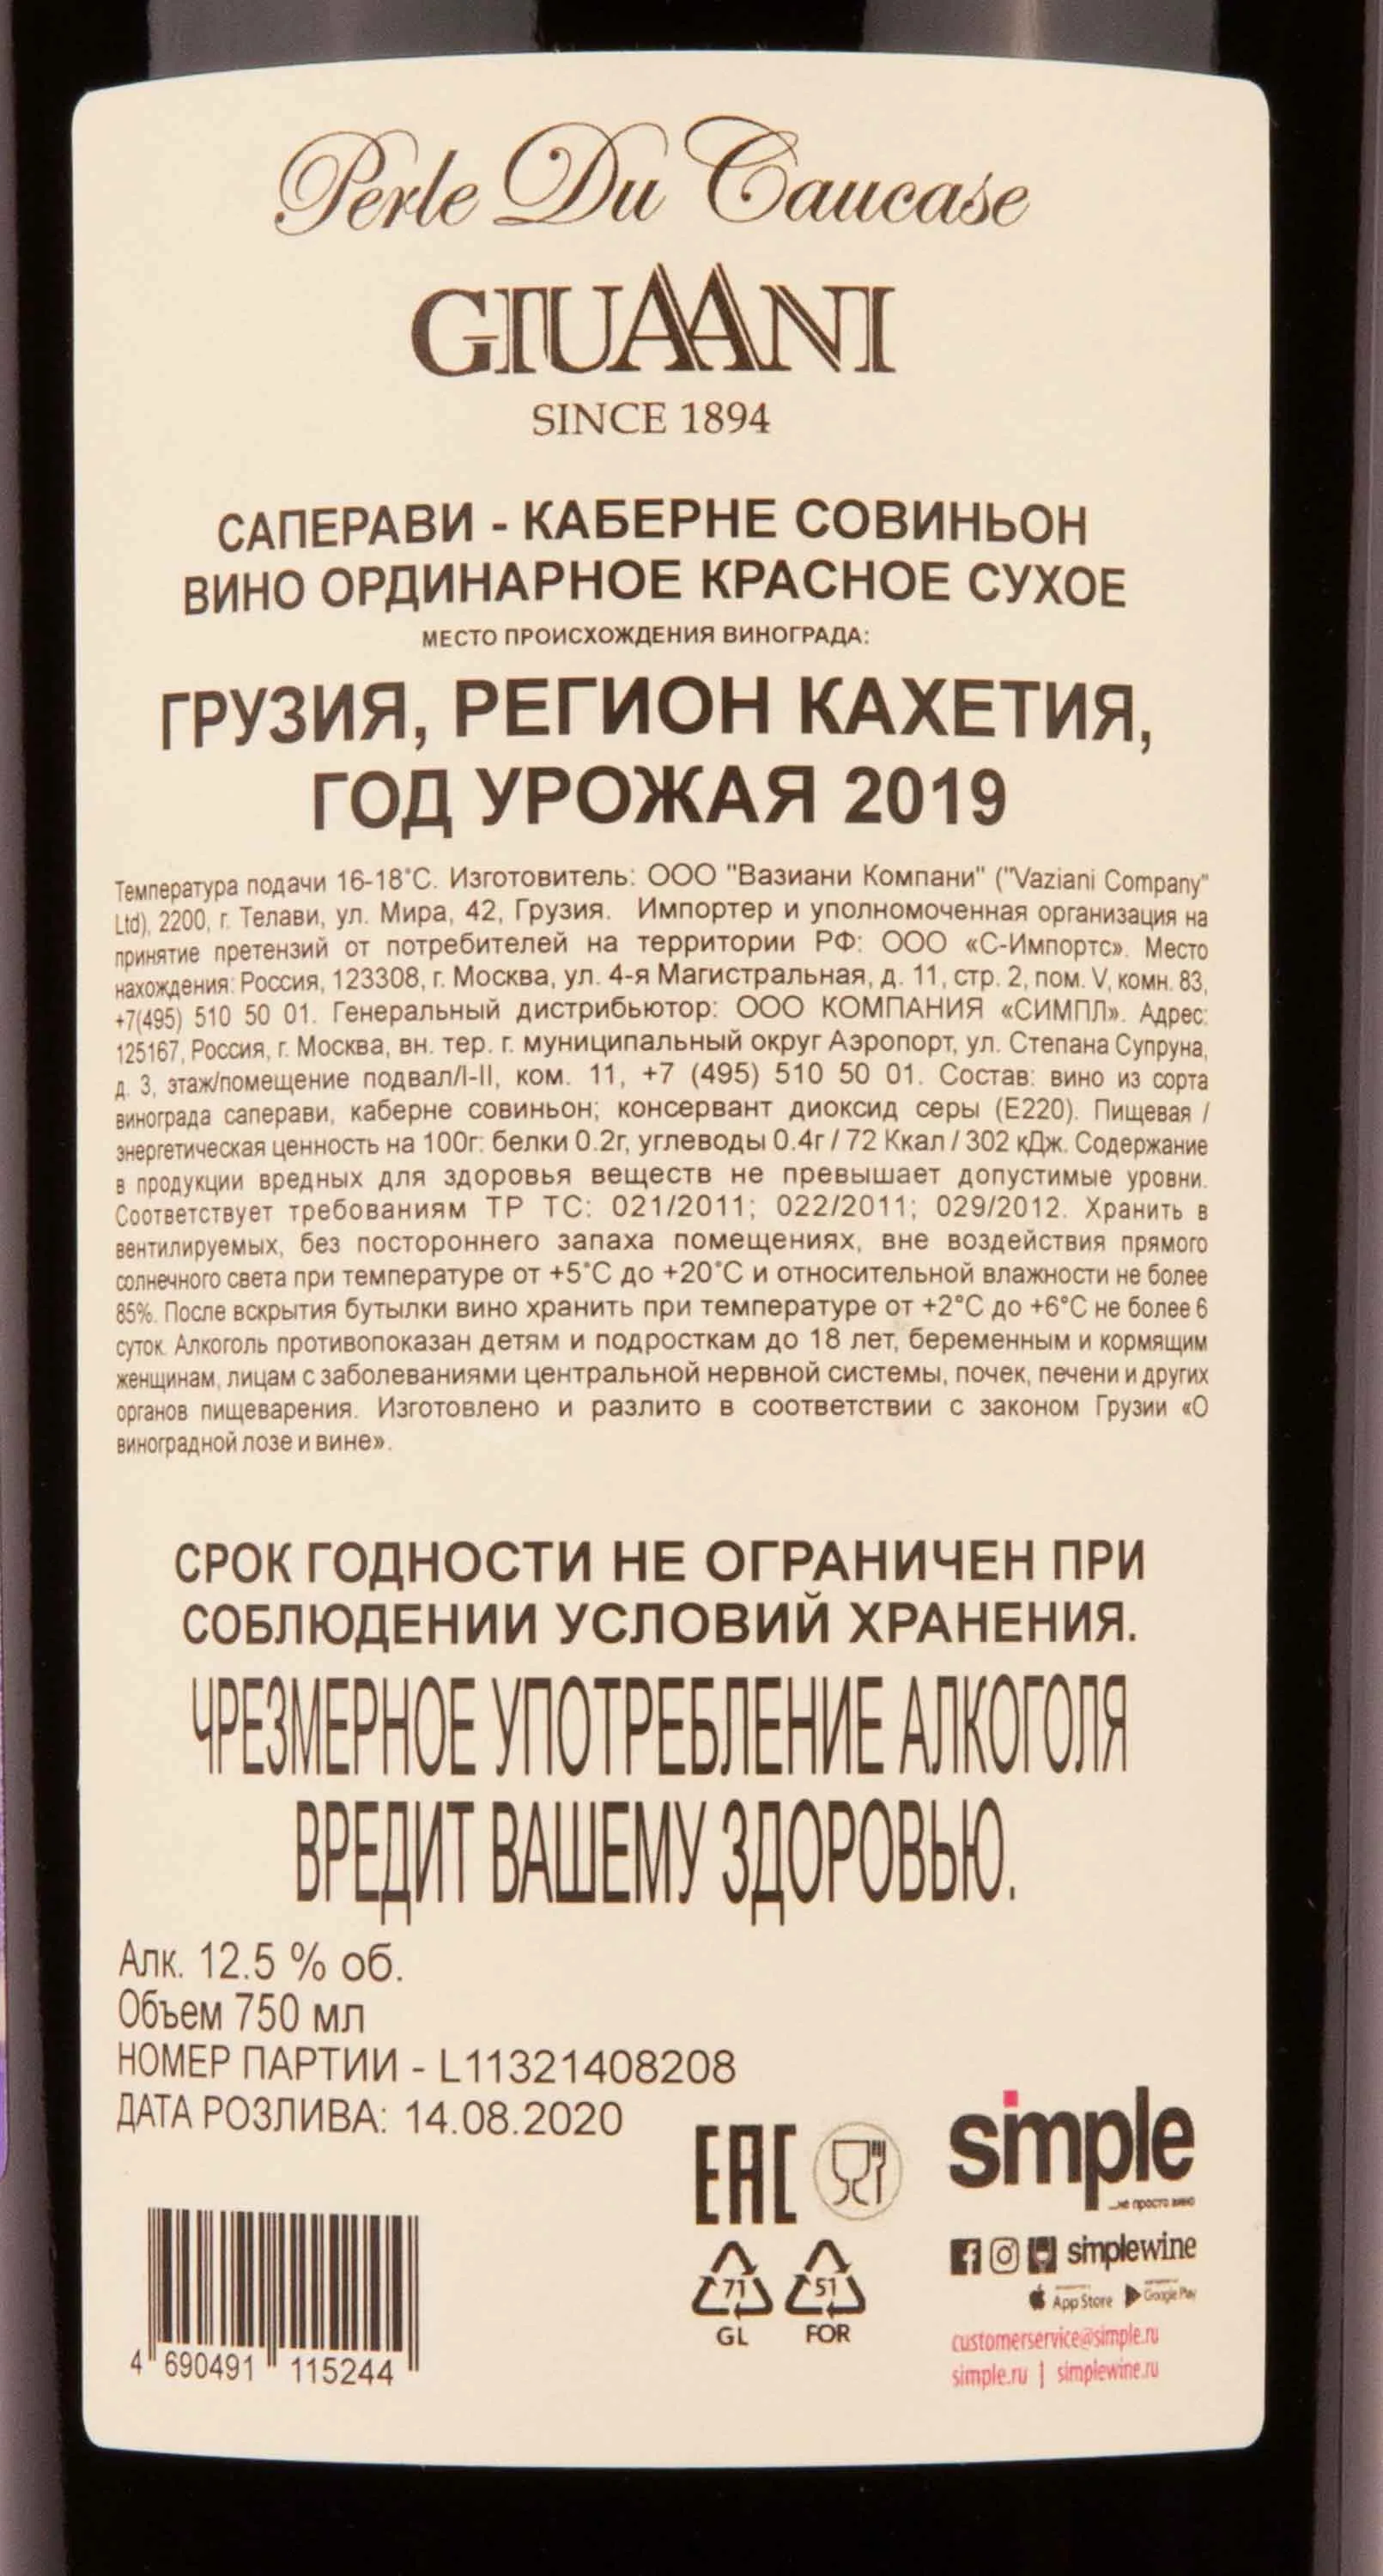 Perle Du Caucase
GIUAANI
SINCE 1894
САПЕРАВИ - КАБЕРНЕ СОВИНЬОН
ВИНО ОРДИНАРНОЕ КРАСНОЕ СУХОЕ
МЕСТО ПРОИСХОЖДЕНИЯ ВИНОГРАДА:
ГРУЗИЯ, РЕГИОН КАХЕТИЯ,
ГОД УРОЖАЯ 2019
Температура подачи 16-18°С. Изготовитель: ООО "Вазиани Компани" ("Vaziani Company"
Ltd), 2200, г. Телави, ул. Мира, 42, Грузия. Импортер и уполномоченная организация на
принятие претензий от потребителей на территории РФ: ООО «С-Импортс». Место
нахождения: Россия, 123308, г. Москва, ул. 4-я Магистральная, д. 11, стр. 2, пом. V, комн. 83,
+7(495) 510 50 01. Генеральный дистрибьютор: ООО КОМПАНИЯ «СИМПЛ». Адрес:
125167, Россия, г. Москва, вн. тер. г. муниципальный округ Аэропорт, ул. Степана Супруна,
д. 3, этаж/помещение подвал/I-II, ком. 11, +7 (495) 510 50 01. Состав: вино из сорта
винограда саперави, каберне совиньон; консервант диоксид серы (Е220). Пищевая /
энергетическая ценность на 100г: белки 0.2г, углеводы 0.4г / 72 Ккал / 302 кДж. Содержание
в продукции вредных для здоровья веществ не превышает допустимые уровни.
Соответствует требованиям ТР ТС: 021/2011; 022/2011; 029/2012. Хранить в
вентилируемых, без постороннего запаха помещениях, вне воздействия прямого
солнечного света при температуре от +5°С до +20°С и относительной влажности не более
85%. После вскрытия бутылки вино хранить при температуре от +2°С до +6°С не более 6
суток. Алкоголь противопоказан детям и подросткам до 18 лет, беременным и кормящим
женщинам, лицам с заболеваниями центральной нервной системы, почек, печени и других
органов пищеварения. Изготовлено и разлито в соответствии с законом Грузии «О
виноградной лозе и вине».
СРОК ГОДНОСТИ НЕ ОГРАНИЧЕН ПРИ
СОБЛЮДЕНИИ УСЛОВИЙ ХРАНЕНИЯ.
ЧРЕЗМЕРНОЕ УПОТРЕБЛЕНИЕ АЛКОГОЛЯ
ВРЕДИТ ВАШЕМУ ЗДОРОВЬЮ.
Алк. 12.5 % об.
Объем 750 мл
НОМЕР ПАРТИИ - L11321408208
ДАТА РОЗЛИВА: 14.08.2020
EAC
simple
...не просто вино
71 51
GL FOR
simplewine
App Store Google Play
customerservice@simple.ru
simple.ru | simplewine.ru
4 690491 115244